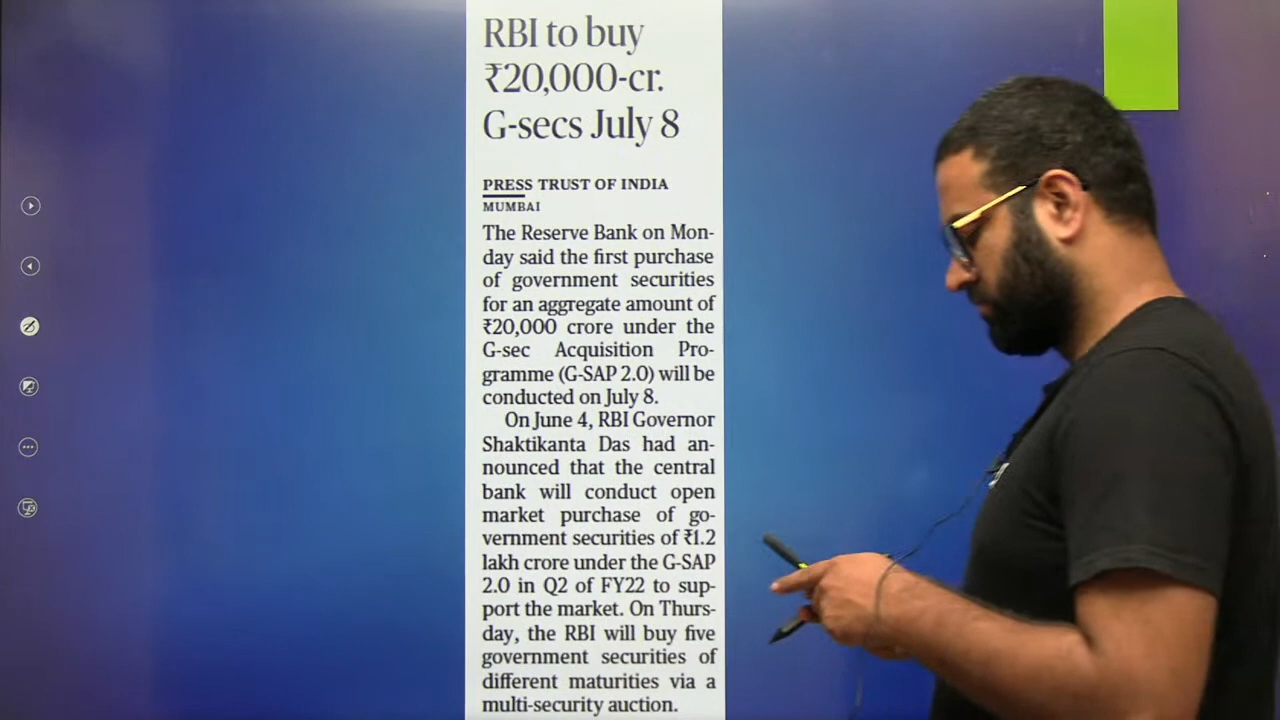 RBI to buy
₹20,000-cr.
G-secs July 8
PRESS TRUST OF INDIA
MUMBAI
The Reserve Bank on Mon-
day said the first purchase
of government securities
for an aggregate amount of
₹20,000 crore under the
G-sec Acquisition Pro-
gramme (G-SAP 2.0) will be
conducted on July 8.
On June 4, RBI Governor
Shaktikanta Das had an-
nounced that the central
bank will conduct open
market purchase of go-
vernment securities of ₹1.2
lakh crore under the G-SAP
2.0 in Q2 of FY22 to sup-
port the market. On Thurs-
day, the RBI will buy five
government securities of
different maturities via a
multi-security auction.